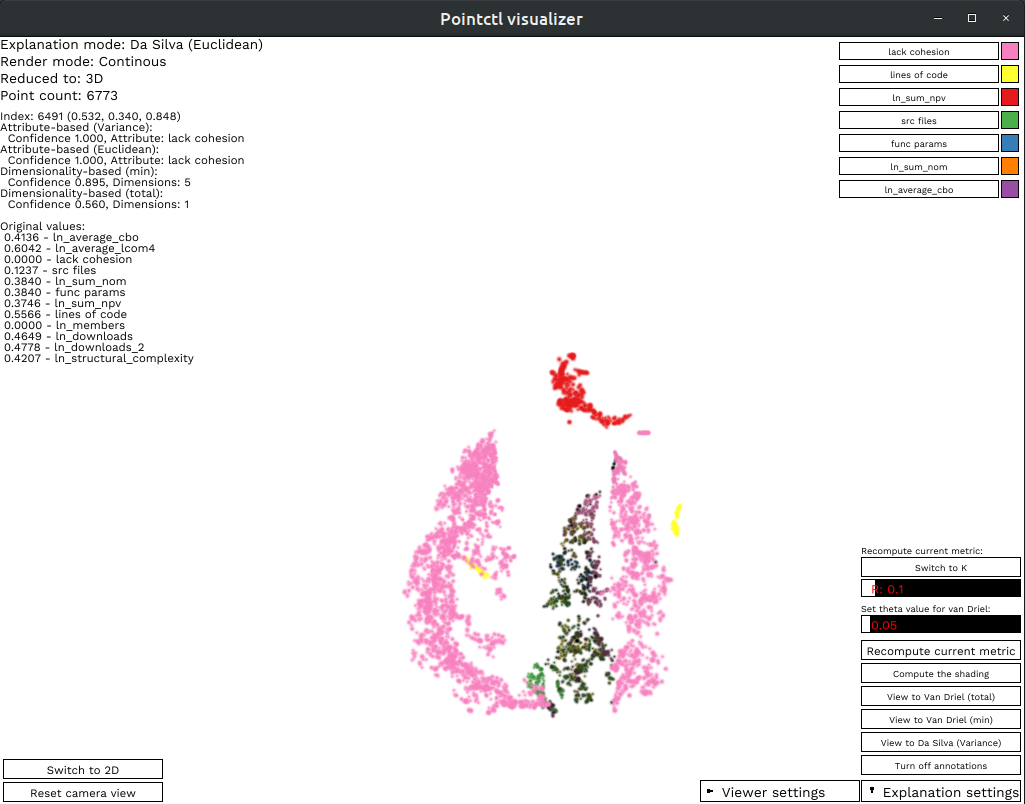 Pointctl visualizer
Explanation mode: Da Silva (Euclidean)
Render mode: Continous
Reduced to: 3D
Point count: 6773
Index: 6491 (0.532, 0.340, 0.848)
Attribute-based (Variance):
Confidence 1.000, Attribute: lack cohesion
Attribute-based (Euclidean):
Confidence 1.000, Attribute: lack cohesion
Dimensionality-based (min):
Confidence 0.895, Dimensions: 5
Dimensionality-based (total):
Confidence 0.560, Dimensions: 1
Original values:
0.4136 - ln_average_cbo
0.6042 - ln_average_lcom4
0.0000 - lack cohesion
0.1237 - src files
0.3840 - ln_sum_nom
0.3840 - func params
0.3746 - ln_sum_npv
0.5566 - lines of code
0.0000 - ln_members
0.4649 - ln_downloads
0.4778 - ln_downloads_2
0.4207 - ln_structural_complexity
lack cohesion
lines of code
ln_sum_npv
src files
func params
ln_sum_nom
ln_average_cbo
Recompute current metric:
Switch to K
R: 0.1
Set theta value for van Driel:
0.05
Recompute current metric
Compute the shading
View to Van Driel (total)
View to Van Driel (min)
View to Da Silva (Variance)
Turn off annotations
Switch to 2D
Reset camera view
Viewer settings
Explanation settings